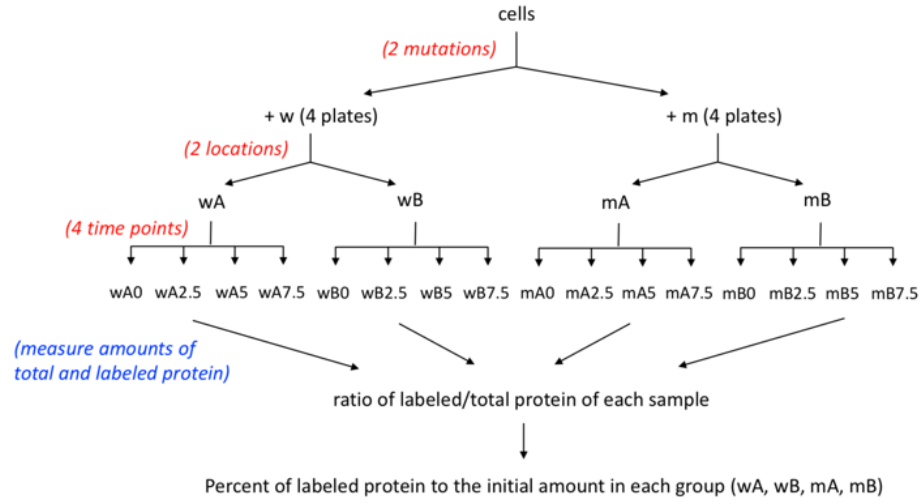 cells
(2 mutations)
+ w (4 plates) + m (4 plates)
(2 locations)
wA wB mA mB
(4 time points)
wA0 wA2.5 wA5 wA7.5 wB0 wB2.5 wB5 wB7.5 mA0 mA2.5 mA5 mA7.5 mB0 mB2.5 mB5 mB7.5
(measure amounts of
total and labeled protein)
ratio of labeled/total protein of each sample
Percent of labeled protein to the initial amount in each group (wA, wB, mA, mB)